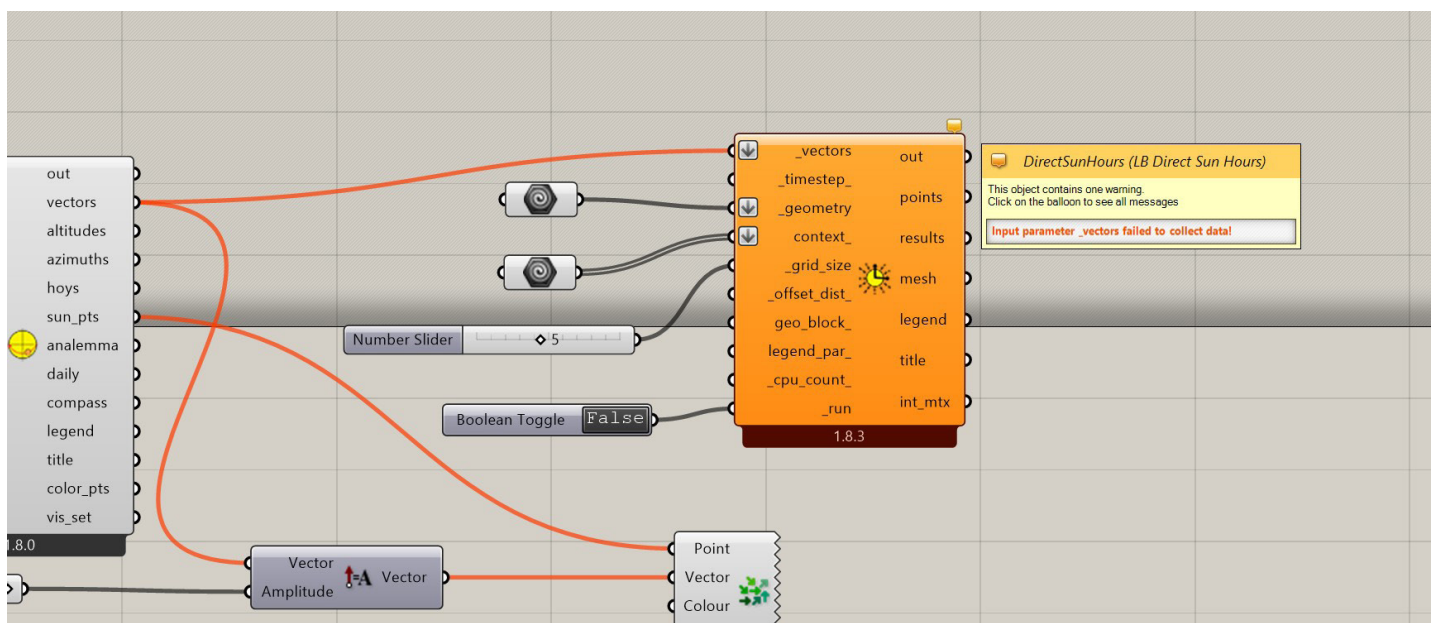 out
vectors
altitudes
azimuths
hoys
sun_pts
analemma
daily
compass
legend
title
color_pts
vis_set
1.8.0
Number Slider 5
Boolean Toggle False
_vectors
_timestep_
_geometry
context_
_grid_size
_offset_dist_
geo_block_
legend_par_
_cpu_count_
_run
out
points
results
mesh
legend
title
int_mtx
1.8.3
DirectSunHours (LB Direct Sun Hours)
This object contains one warning.
Click on the balloon to see all messages
Input parameter _vectors failed to collect data!
Vector
Amplitude
A
Vector
Point
Vector
Colour